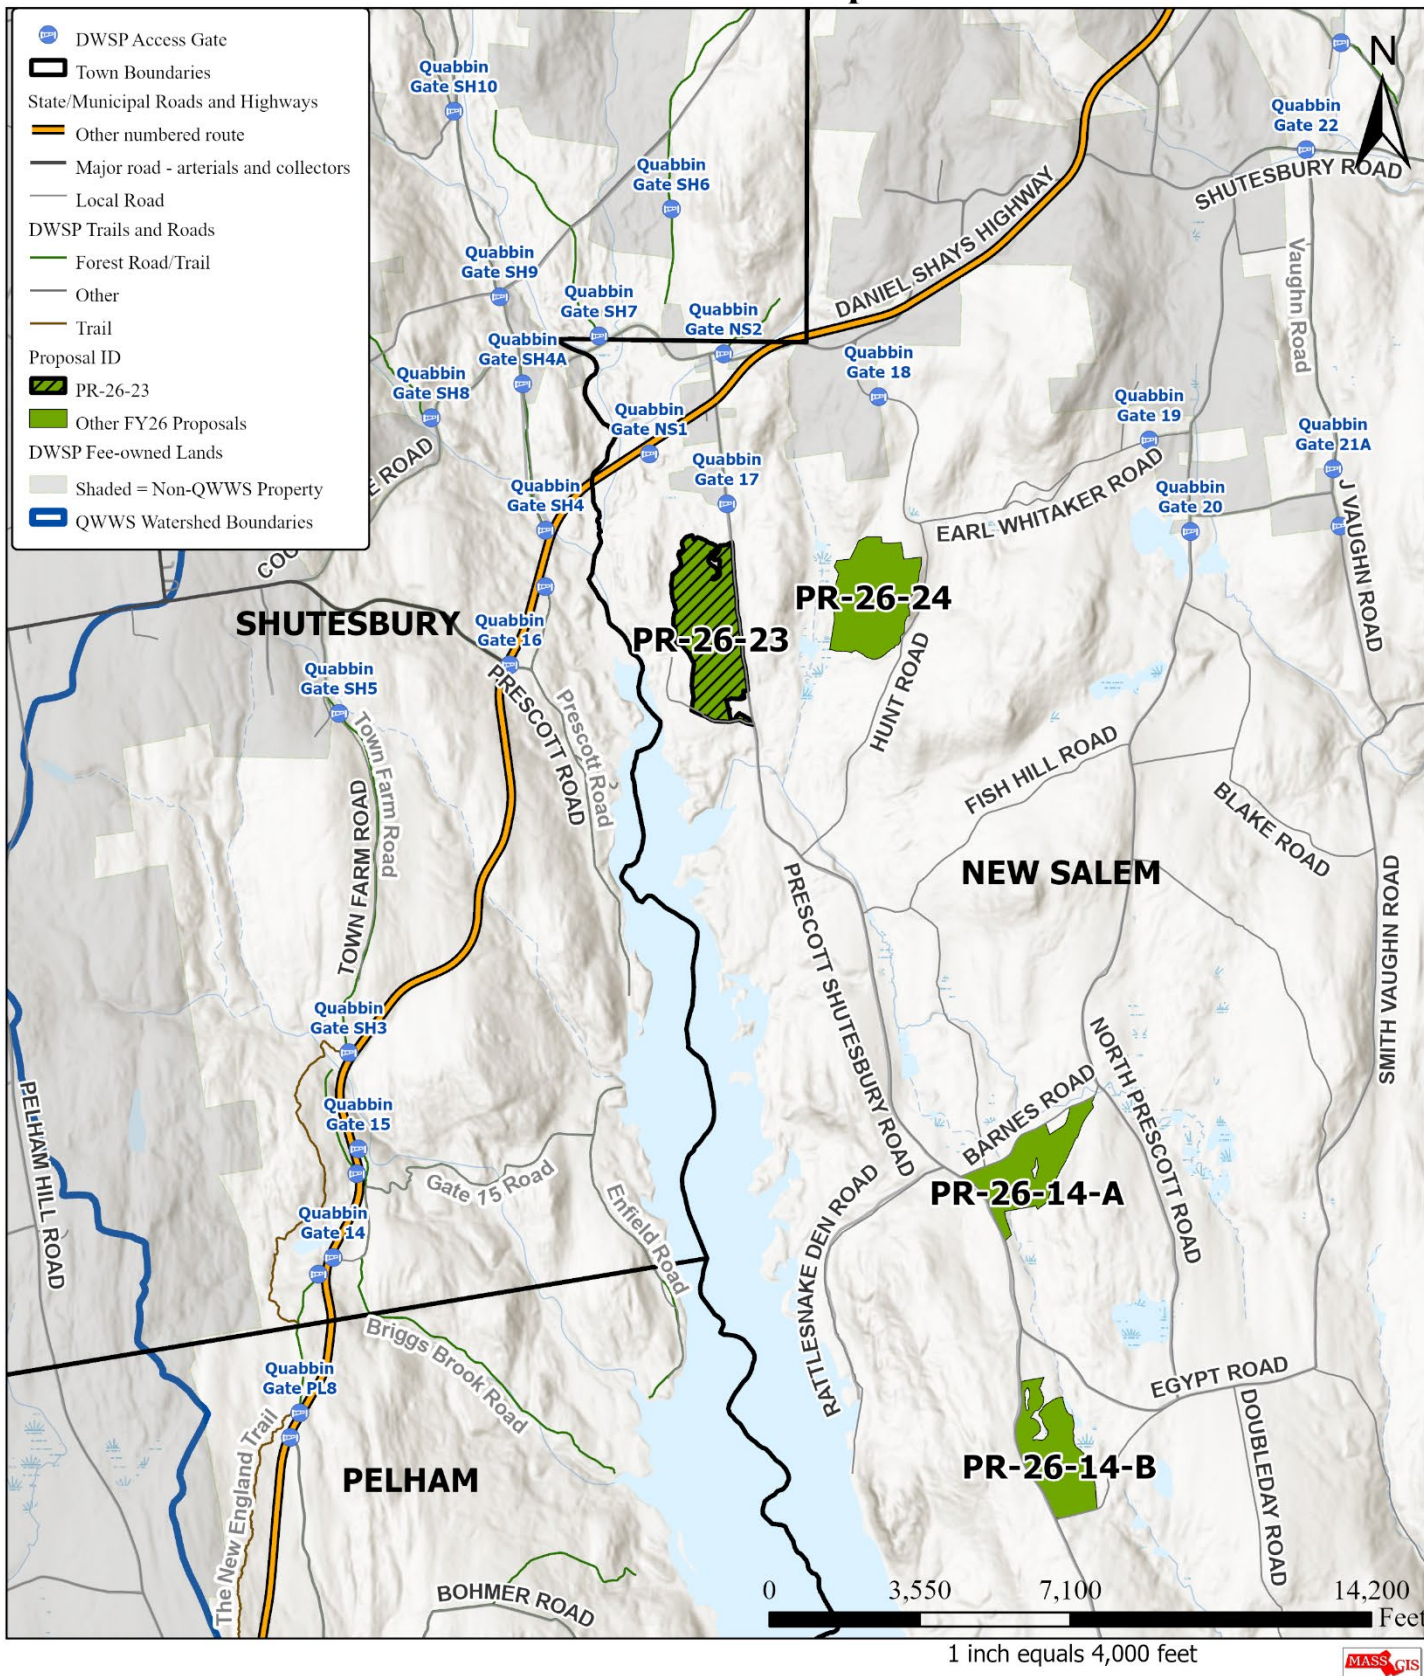 DWSP Access Gate
Town Boundaries
State/Municipal Roads and Highways
Other numbered route
Major road - arterials and collectors
Local Road
DWSP Trails and Roads
Forest Road/Trail
Other
Trail
Proposal ID
PR-26-23
Other FY26 Proposals
DWSP Fee-owned Lands
Shaded = Non-QWWS Property
QWWS Watershed Boundaries
N
Quabbin
Gate SH10
Quabbin
Gate 22
SHUTESBURY ROAD
Quabbin
Gate SH6
DANIEL SHAYS HIGHWAY
Vaughn Road
Quabbin
Gate SH9
Quabbin
Gate SH7
Quabbin
Gate NS2
Quabbin
Gate SH4A
Quabbin
Gate 18
Quabbin
Gate SH8
Quabbin
Gate NS1
Quabbin
Gate 19
Quabbin
Gate 21A
Quabbin
Gate 17
Quabbin
Gate SH4
EARL WHITAKER ROAD
Quabbin
Gate 20
J VAUGHN ROAD
COO
E ROAD
SHUTESBURY
PR-26-24
PR-26-23
Quabbin
Gate 16
Quabbin
Gate SH5
PRESCOTT ROAD
Prescott Road
HUNT ROAD
Town Farm Road
TOWN FARM ROAD
FISH HILL ROAD
BLAKE ROAD
NEW SALEM
PRESCOTT SHUTESBURY ROAD
SMITH VAUGHN ROAD
Quabbin
Gate SH3
NORTH PRESCOTT ROAD
BARNES ROAD
PELHAM HILL ROAD
Quabbin
Gate 15
Gate 15 Road
Enfield Road
RATTLESNAKE DEN ROAD
PR-26-14-A
Quabbin
Gate 14
Briggs Brook Road
Quabbin
Gate PL8
EGYPT ROAD
DOUBLEDAY ROAD
The New England Trail
PELHAM
PR-26-14-B
BOHMER ROAD
0 3,550 7,100 14,200
Feet
1 inch equals 4,000 feet
MASS GIS